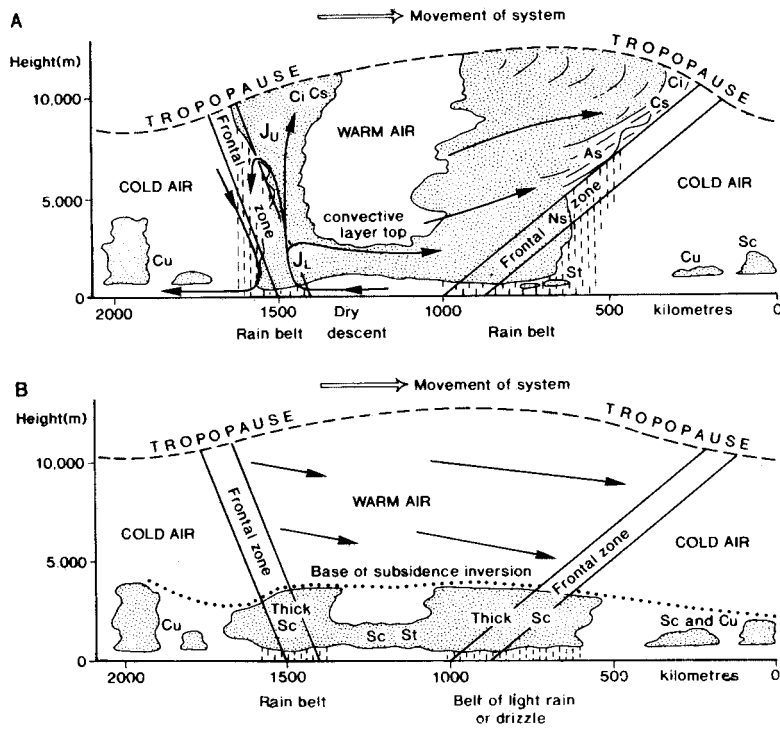 A
Movement of system
Height(m)
TROPOPAUSE
TROPOPAUSE
10,000
Ci Cs
Ci
Cs
Frontal zone
JU
WARM AIR
As
COLD AIR
COLD AIR
5,000
convective
layer top
Ns
Frontal zone
Cu
JL
Cu
Sc
St
0
2000
1500
Dry
1000
500
kilometres
0
Rain belt
descent
Rain belt
B
Movement of system
Height(m)
TROPOPAUSE
TROPOPAUSE
10,000
Frontal zone
WARM AIR
Frontal zone
COLD AIR
COLD AIR
5.000
Base of subsidence inversion
Thick
Sc
Thick Sc
Sc and Cu
Cu
Sc St
0
2000
1500
1000
500
kilometres
0
Rain belt
Belt of light rain
or drizzle